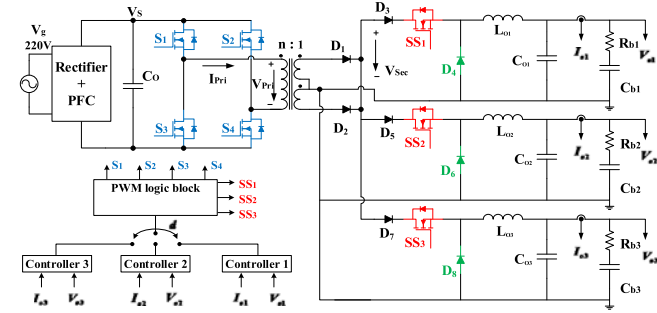 Vg
220V
Rectifier
+
PFC
VS
CO
S1
S2
S3
S4
IPri
n : 1
VPri
D1
D2
D3
SS1
VSec
D4
LO1
CO1
Io1
Rb1
Vo1
Cb1
D5
SS2
D6
LO2
CO2
Io2
Rb2
Vo2
Cb2
D7
SS3
D8
LO3
CO3
Io3
Rb3
Vo3
Cb3
S1 S2 S3 S4
PWM logic block
SS1
SS2
SS3
d
Controller 3
Controller 2
Controller 1
Io3 Vo3
Io2 Vo2
Io1 Vo1